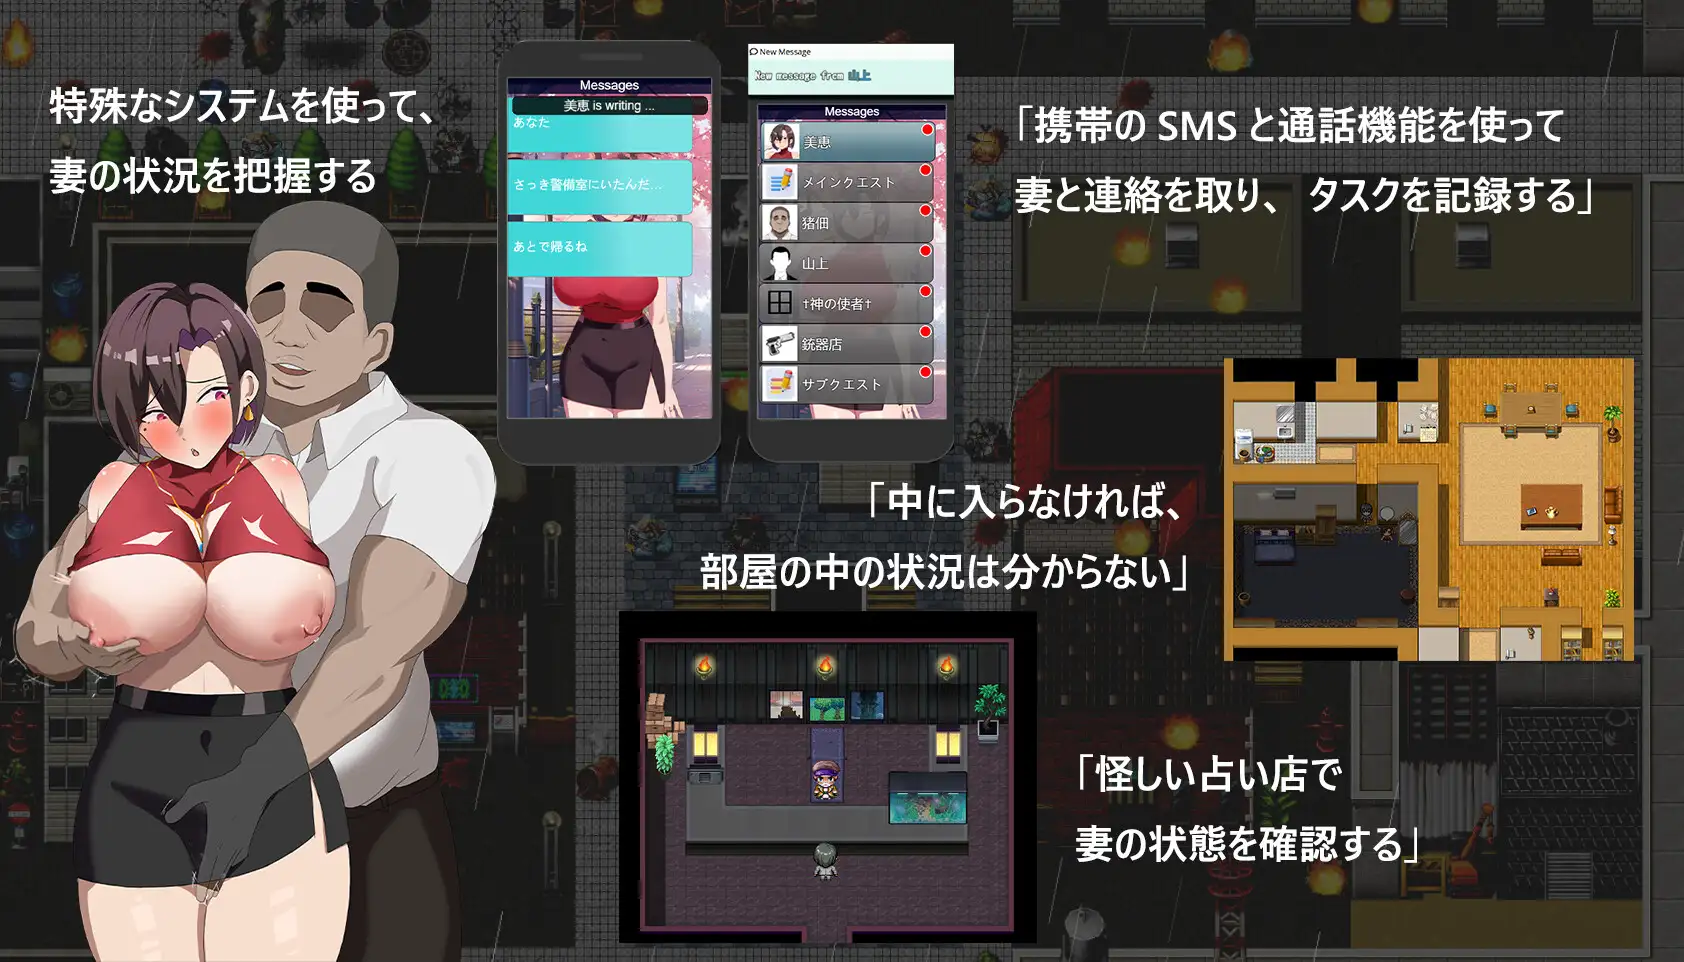 特殊なシステムを使って、
妻の状況を把握する
Messages
美恵 is writing ...
あなた
さっき警備室にいたんだ...
あとで帰るね
New Message
New message from 山上
Messages
美恵
メインクエスト
猪佃
山上
†神の使者†
銃器店
サブクエスト
「携帯の SMS と通話機能を使って
妻と連絡を取り、 タスクを記録する」
「中に入らなければ、
部屋の中の状況は分からない」
「怪しい占い店で
妻の状態を確認する」